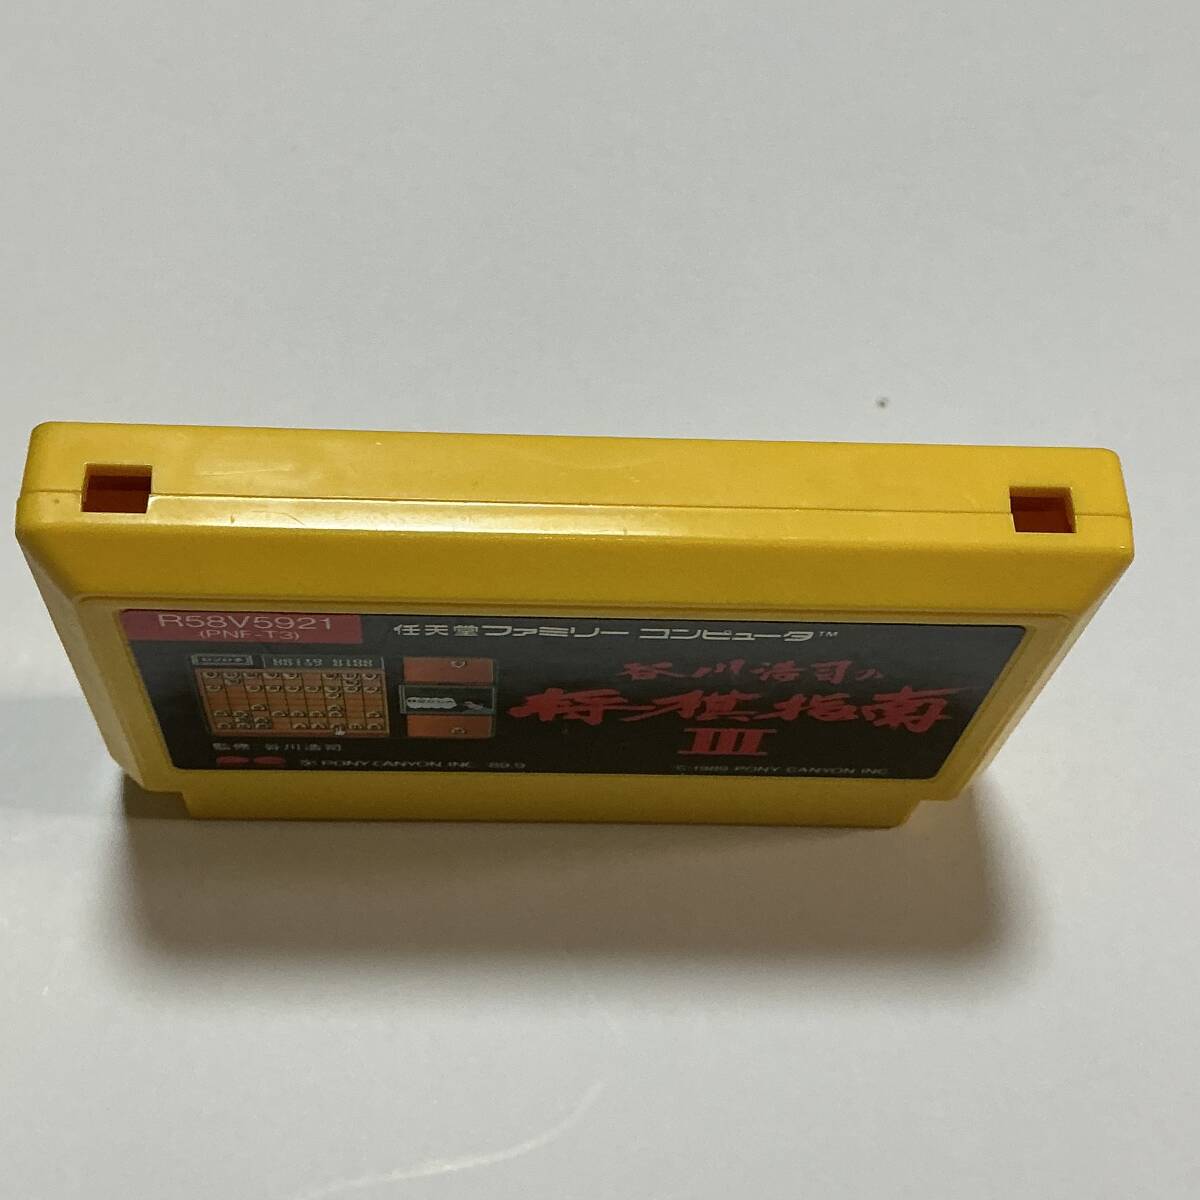 R58V5921
(PNF-T3)
任天堂ファミリーコンピュータ™
谷川浩司の
将棋指南
III
監修 谷川浩司
PONY CANYON INC. 89.9
©1989 PONY CANYON INC.